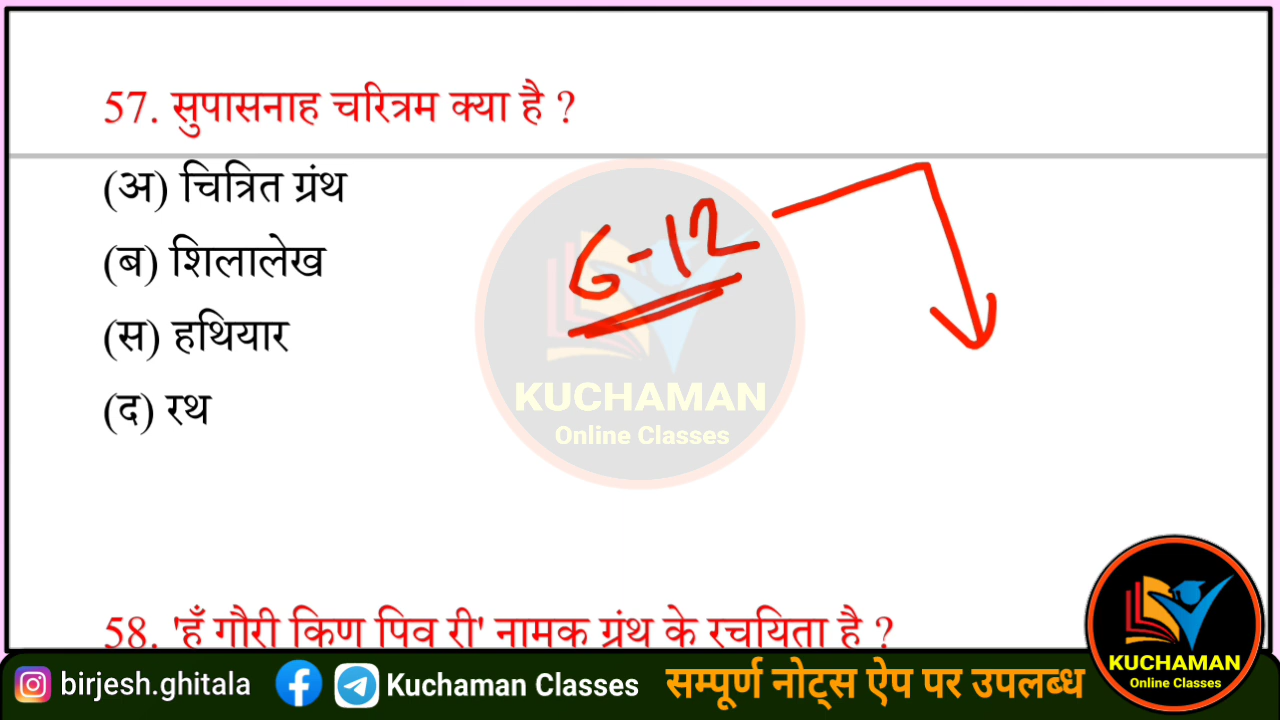 57. सुपासनाह चरित्रम क्या है ?
(अ) चित्रित ग्रंथ
(ब) शिलालेख
(स) हथियार
(द) रथ
6-12
KUCHAMAN
Online Classes
58. 'हूँ गौरी किण पिव री' नामक ग्रंथ के रचयिता है ?
birjesh.ghitala
Kuchaman Classes
सम्पूर्ण नोट्स ऐप पर उपलब्ध
KUCHAMAN
Online Classes